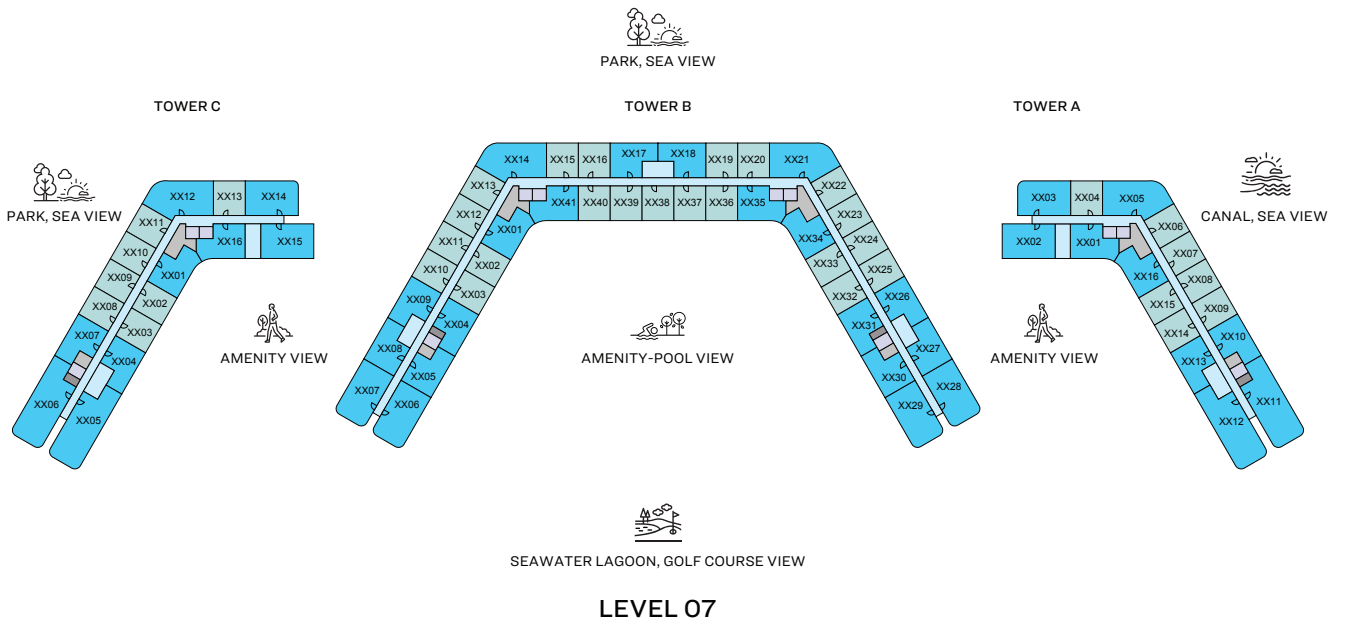 PARK, SEA VIEW
TOWER C
TOWER B
TOWER A
PARK, SEA VIEW
CANAL, SEA VIEW
XX12
XX13
XX14
XX11
XX16
XX15
XX10
XX01
XX09
XX02
XX08
XX03
XX07
XX04
XX06
XX05
XX14
XX15
XX16
XX17
XX18
XX19
XX20
XX21
XX13
XX41
XX40
XX39
XX38
XX37
XX36
XX35
XX22
XX12
XX01
XX34
XX23
XX11
XX02
XX33
XX24
XX10
XX03
XX32
XX25
XX09
XX04
XX31
XX26
XX08
XX05
XX30
XX27
XX07
XX06
XX29
XX28
XX03
XX04
XX05
XX02
XX01
XX06
XX16
XX07
XX15
XX08
XX14
XX09
XX13
XX10
XX12
XX11
AMENITY VIEW
AMENITY-POOL VIEW
AMENITY VIEW
SEAWATER LAGOON, GOLF COURSE VIEW
LEVEL 07